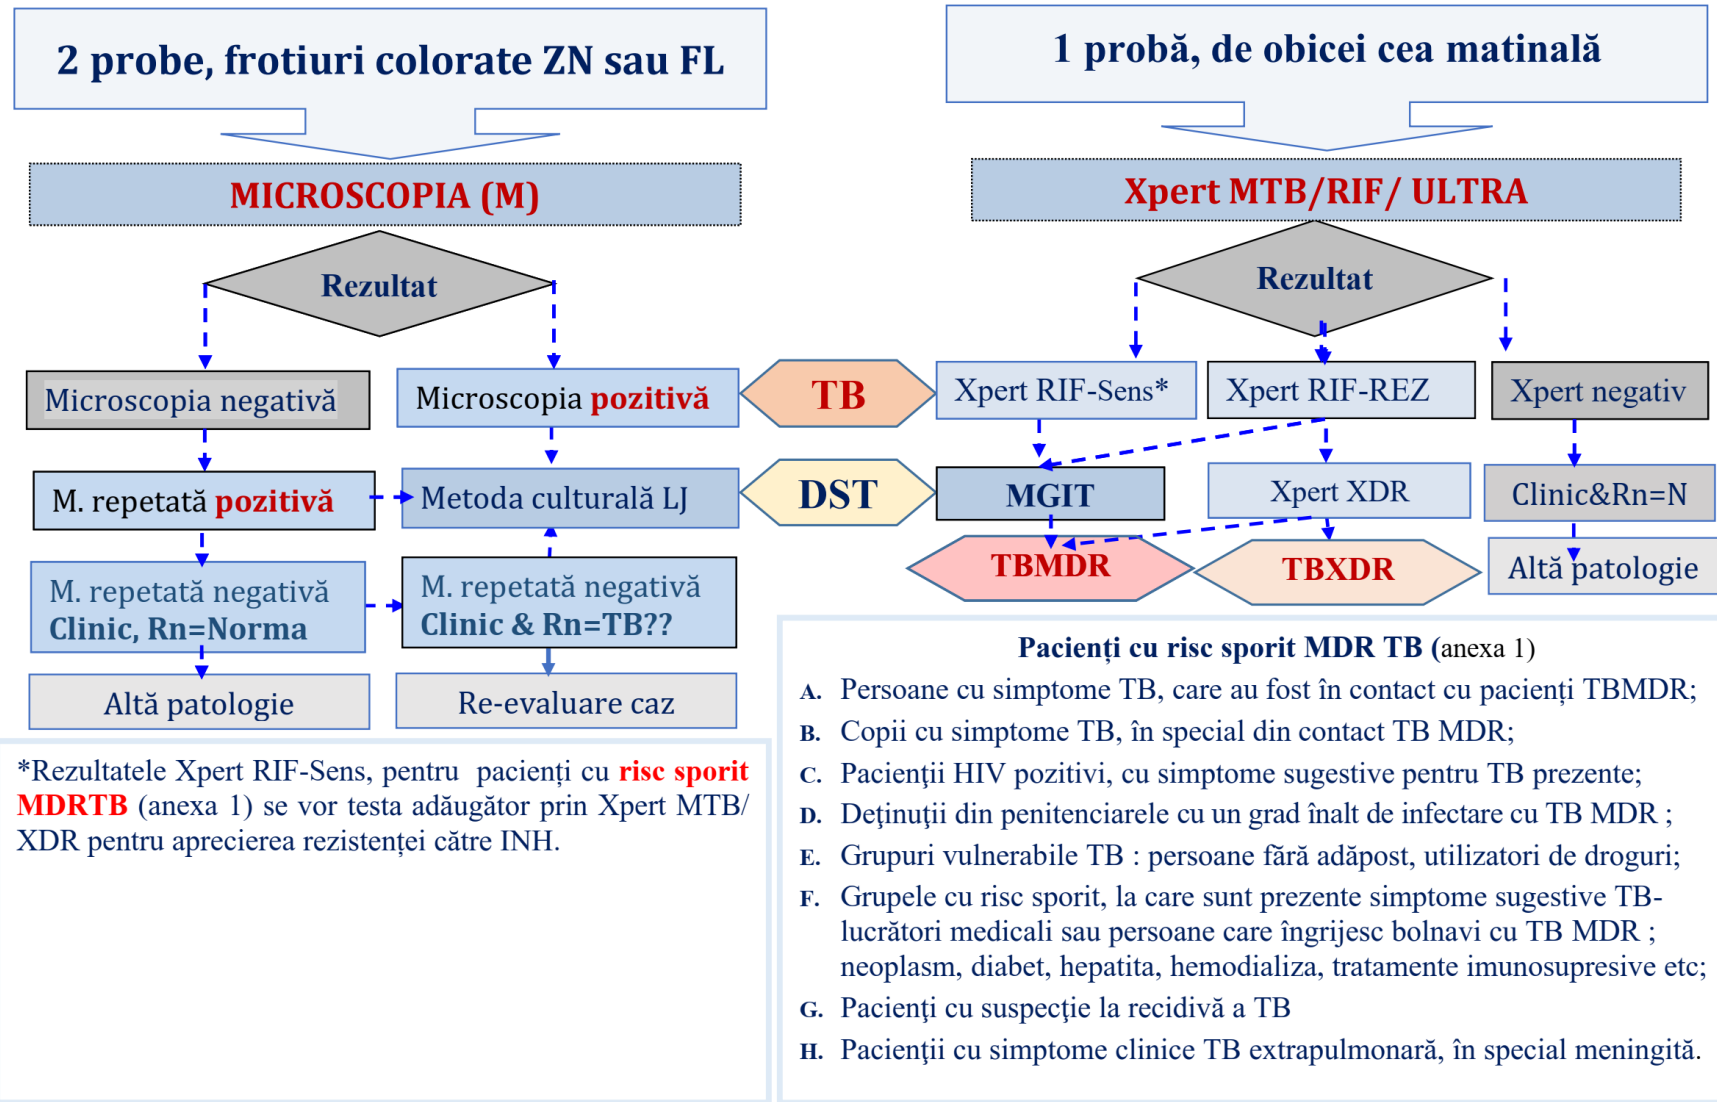 2 probe, frotiuri colorate ZN sau FL
MICROSCOPIA (M)
Rezultat
Microscopia negativă
Microscopia pozitivă
M. repetată pozitivă
Metoda culturală LJ
M. repetată negativă
Clinic, Rn=Norma
M. repetată negativă
Clinic & Rn=TB??
Altă patologie
Re-evaluare caz
TB
DST
1 probă, de obicei cea matinală
Xpert MTB/RIF/ ULTRA
Rezultat
Xpert RIF-Sens*
Xpert RIF-REZ
Xpert negativ
MGIT
Xpert XDR
Clinic&Rn=N
TBMDR
TBXDR
Altă patologie
*Rezultatele Xpert RIF-Sens, pentru pacienți cu risc sporit
MDRTB (anexa 1) se vor testa adăugător prin Xpert MTB/
XDR pentru aprecierea rezistenței către INH.
Pacienți cu risc sporit MDR TB (anexa 1)
A. Persoane cu simptome TB, care au fost în contact cu pacienți TBMDR;
B. Copii cu simptome TB, în special din contact TB MDR;
C. Pacienţii HIV pozitivi, cu simptome sugestive pentru TB prezente;
D. Deţinuţii din penitenciarele cu un grad înalt de infectare cu TB MDR ;
E. Grupuri vulnerabile TB : persoane fără adăpost, utilizatori de droguri;
F. Grupele cu risc sporit, la care sunt prezente simptome sugestive TB-
lucrători medicali sau persoane care îngrijesc bolnavi cu TB MDR ;
neoplasm, diabet, hepatita, hemodializa, tratamente imunosupresive etc;
G. Pacienţi cu suspecţie la recidivă a TB
H. Pacienţii cu simptome clinice TB extrapulmonară, în special meningită.